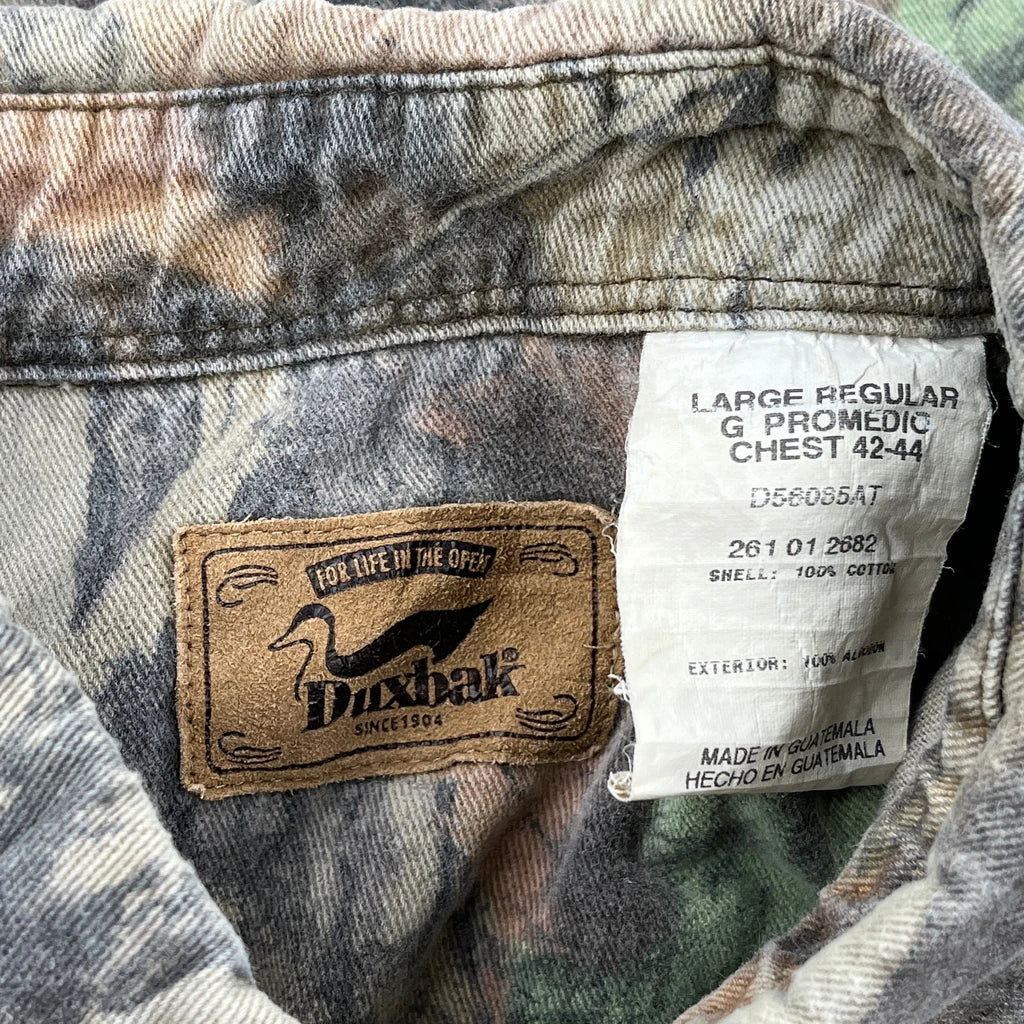 FOR LIFE IN THE OPEN
Duxbak®
SINCE 1904
LARGE REGULAR
G PROMEDIO
CHEST 42-44
D58085AT
261 01 2682
SHELL: 100% COTTON
EXTERIOR: 100% ALGODON
MADE IN GUATEMALA
HECHO EN GUATEMALA